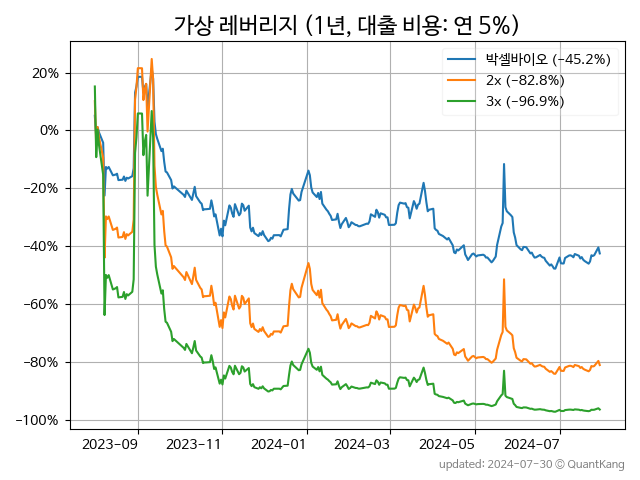 가상 레버리지 (1년, 대출 비용: 연 5%)
박셀바이오 (−45.2%)
2x (−82.8%)
3x (−96.9%)
20%
0%
−20%
−40%
−60%
−80%
−100%
2023-09 2023-11 2024-01 2024-03 2024-05 2024-07
updated: 2024-07-30 © QuantKang